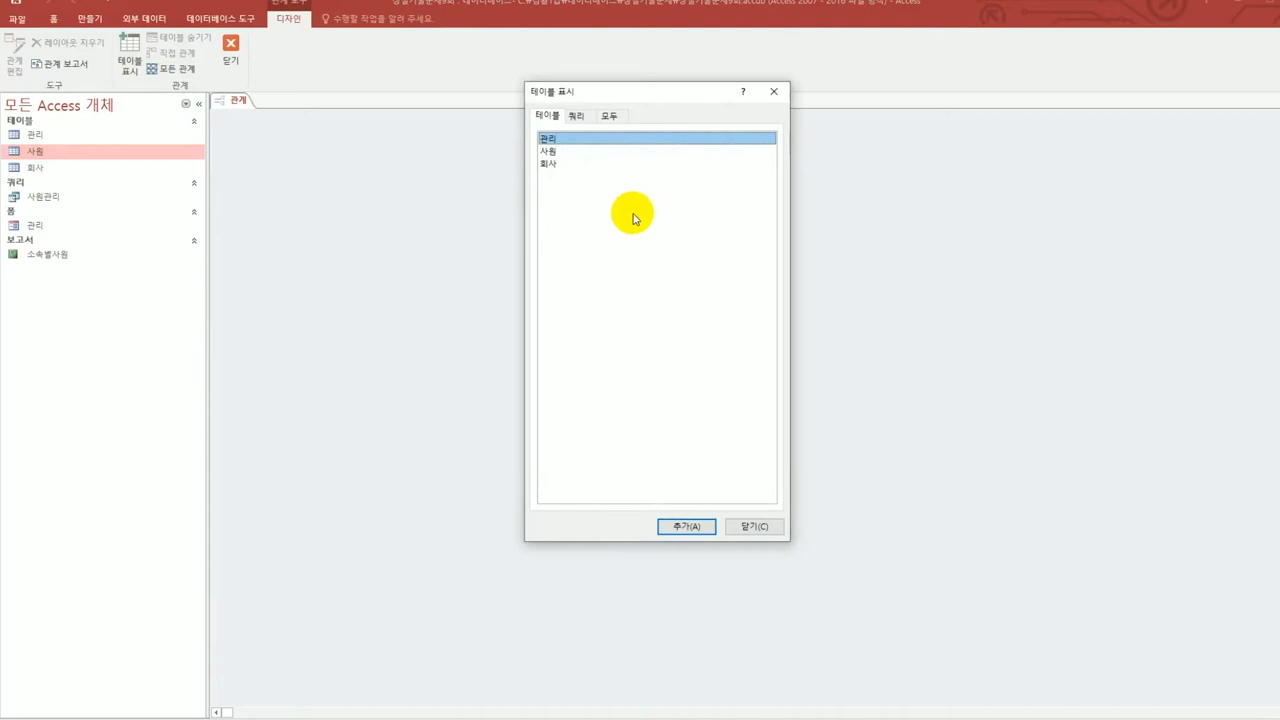 파일 홈 만들기 외부 데이터 데이터베이스 도구 디자인 수행할 작업을 알려 주세요.
관계 편집
레이아웃 지우기
관계 보고서
도구
테이블 표시
테이블 숨기기
직접 관계
모든 관계
관계
닫기
모든 Access 개체
테이블
관리
사원
회사
쿼리
사원관리
폼
관리
보고서
소속별사원
관계
테이블 표시
테이블 쿼리 모두
관리
사원
회사
추가(A) 닫기(C)